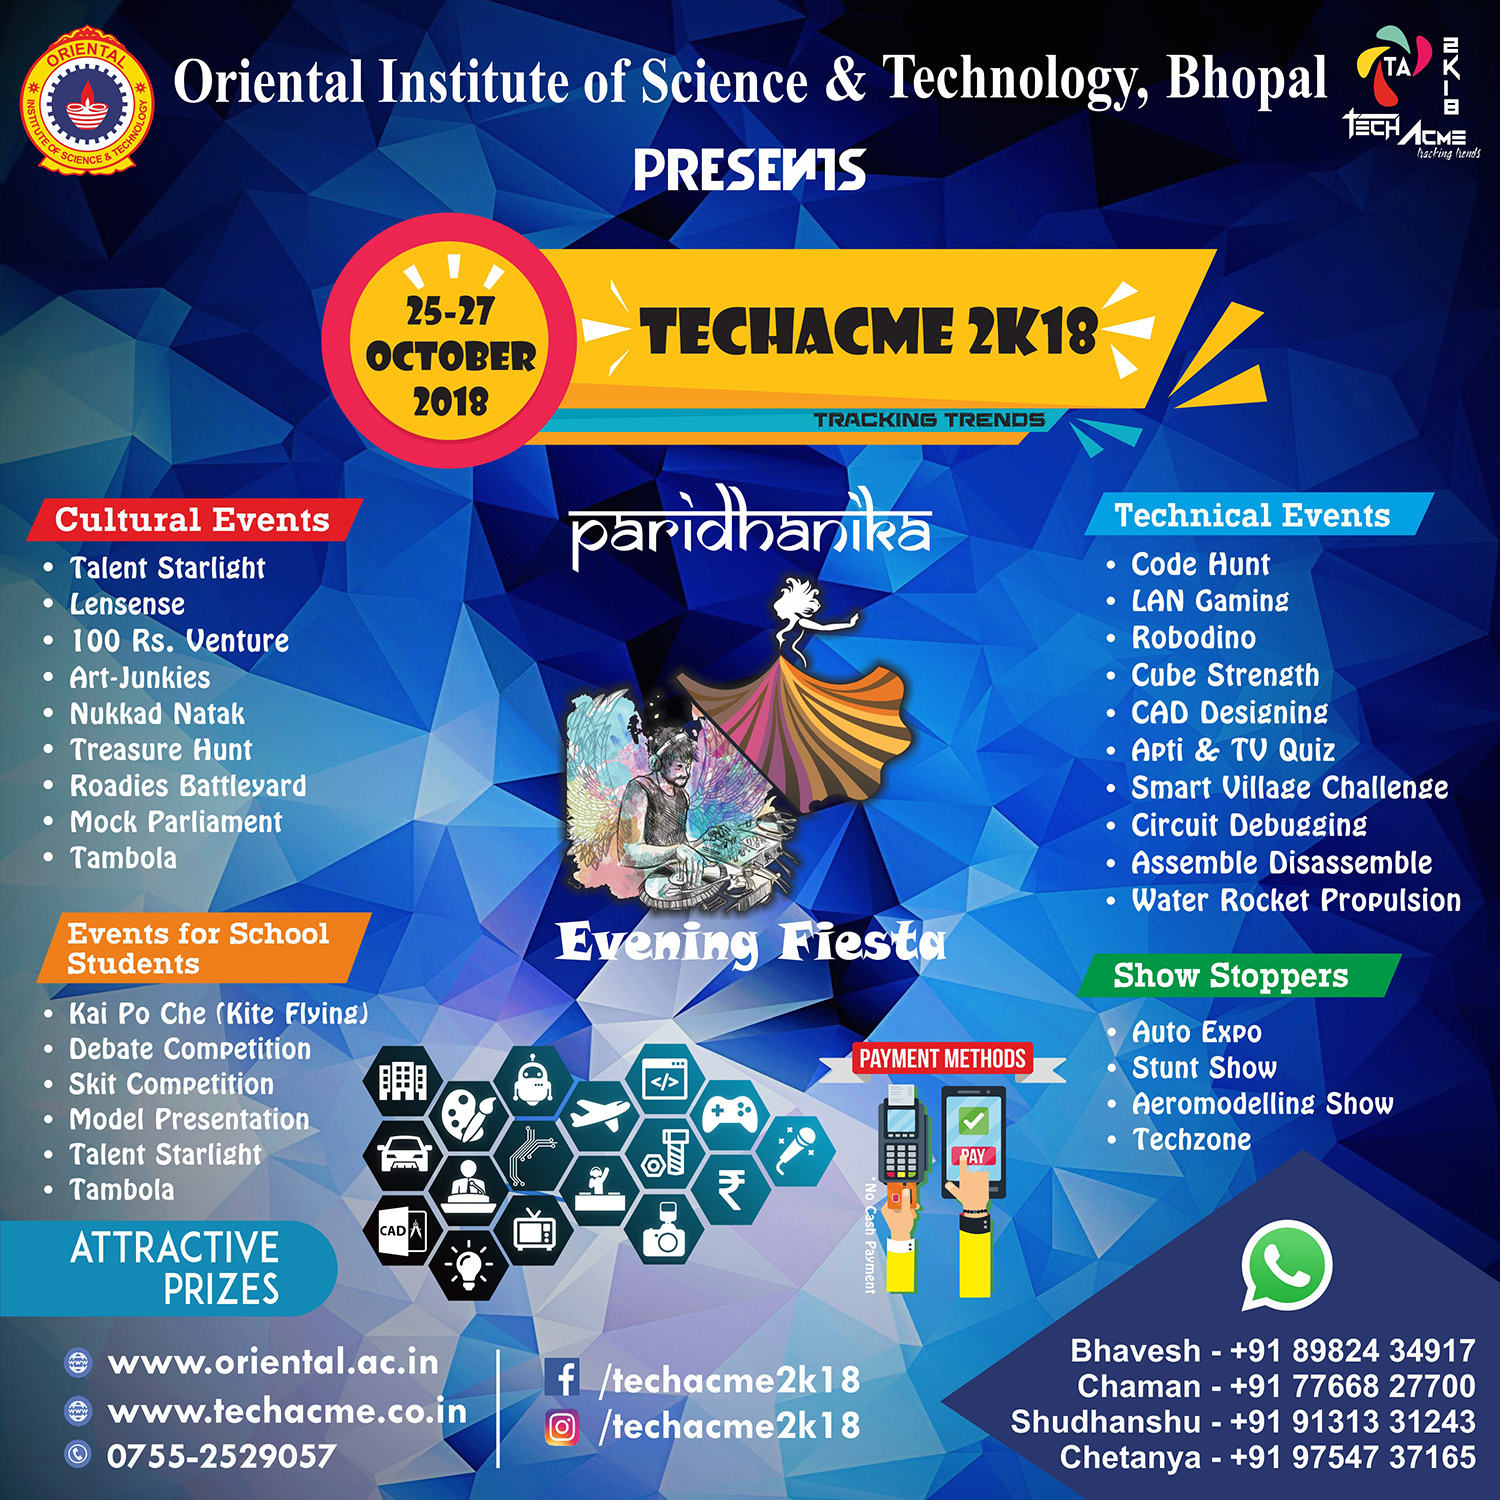 ORIENTAL
INSTITUTE OF SCIENCE & TECHNOLOGY
Oriental Institute of Science & Technology, Bhopal
TA
2K18
TECH ACME
tracking trends
PRESENTS
25-27
OCTOBER
2018
TECHACME 2K18
TRACKING TRENDS
Cultural Events
• Talent Starlight
• Lensense
• 100 Rs. Venture
• Art-Junkies
• Nukkad Natak
• Treasure Hunt
• Roadies Battleyard
• Mock Parliament
• Tambola
Events for School
Students
• Kai Po Che (Kite Flying)
• Debate Competition
• Skit Competition
• Model Presentation
• Talent Starlight
• Tambola
ATTRACTIVE
PRIZES
paridhanika
Evening Fiesta
CAD
₹
Technical Events
• Code Hunt
• LAN Gaming
• Robodino
• Cube Strength
• CAD Designing
• Apti & TV Quiz
• Smart Village Challenge
• Circuit Debugging
• Assemble Disassemble
• Water Rocket Propulsion
Show Stoppers
• Auto Expo
• Stunt Show
• Aeromodelling Show
• Techzone
PAYMENT METHODS
PAY
*No Cash Payment
www.oriental.ac.in
www.techacme.co.in
0755-2529057
/techacme2k18
/techacme2k18
Bhavesh - +91 89824 34917
Chaman - +91 77668 27700
Shudhanshu - +91 91313 31243
Chetanya - +91 97547 37165